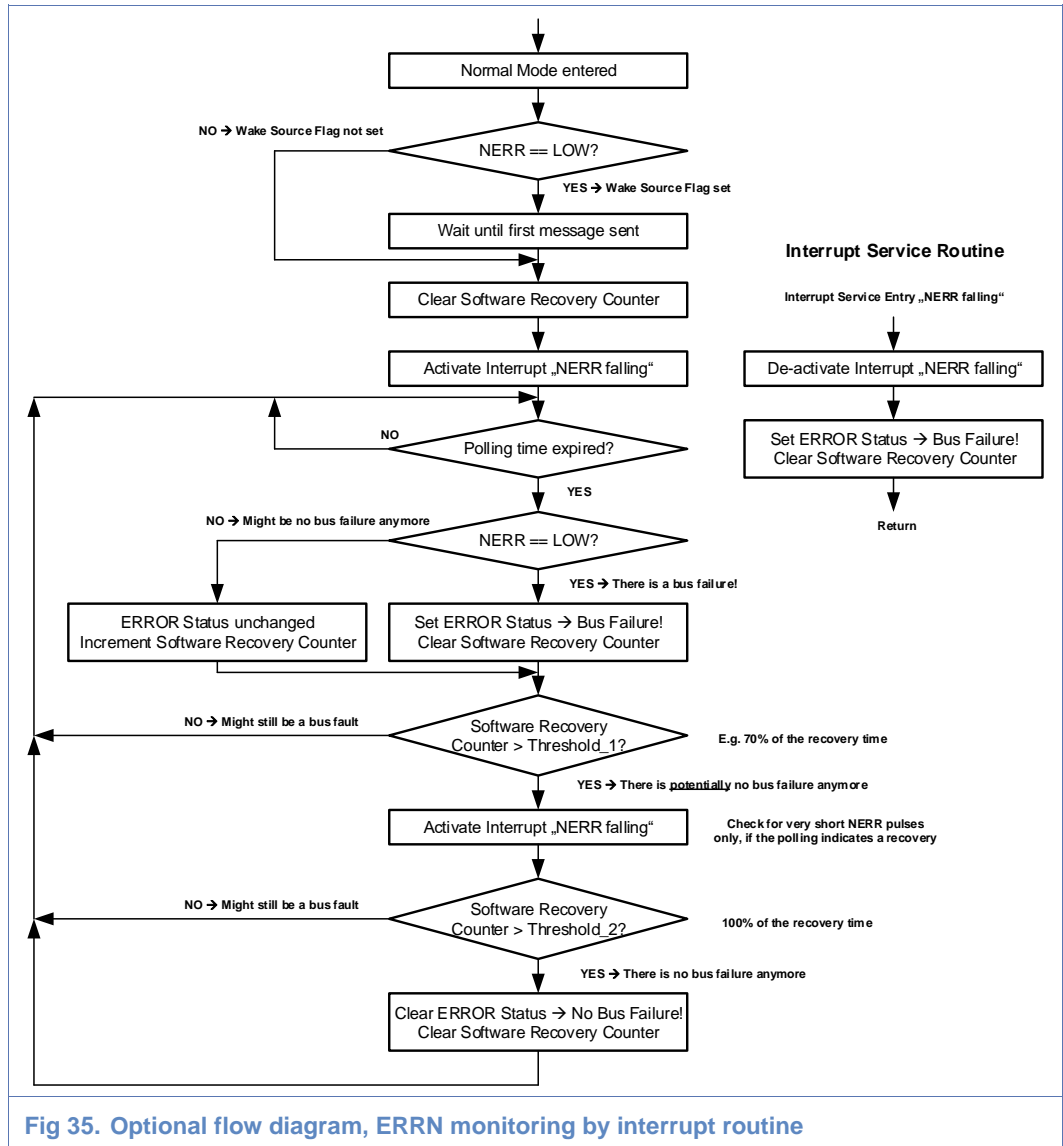 Normal Mode entered
NO → Wake Source Flag not set
NERR == LOW?
YES → Wake Source Flag set
Wait until first message sent
Clear Software Recovery Counter
Activate Interrupt „NERR falling“
NO
Polling time expired?
YES
NO → Might be no bus failure anymore
NERR == LOW?
YES → There is a bus failure!
ERROR Status unchanged
Increment Software Recovery Counter
Set ERROR Status → Bus Failure!
Clear Software Recovery Counter
NO → Might still be a bus fault
Software Recovery
Counter > Threshold_1?
E.g. 70% of the recovery time
YES → There is potentially no bus failure anymore
Activate Interrupt „NERR falling“
Check for very short NERR pulses
only, if the polling indicates a recovery
NO → Might still be a bus fault
Software Recovery
Counter > Threshold_2?
100% of the recovery time
YES → There is no bus failure anymore
Clear ERROR Status → No Bus Failure!
Clear Software Recovery Counter
Interrupt Service Routine
Interrupt Service Entry „NERR falling“
De-activate Interrupt „NERR falling“
Set ERROR Status → Bus Failure!
Clear Software Recovery Counter
Return
Fig 35. Optional flow diagram, ERRN monitoring by interrupt routine